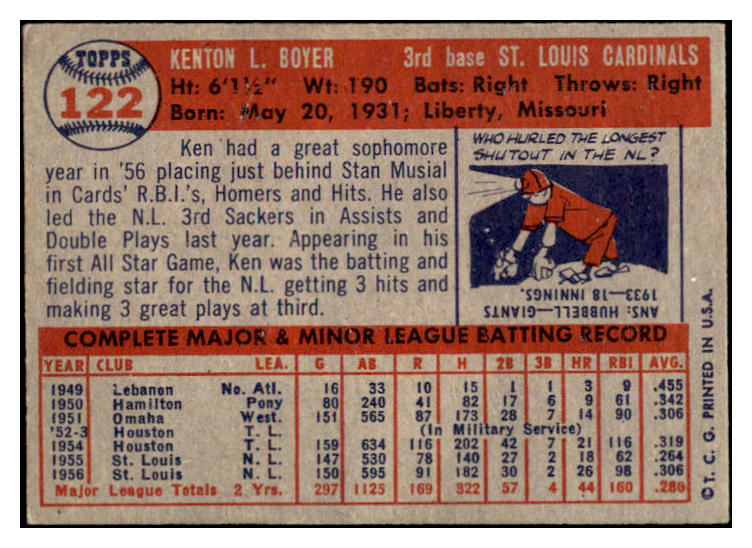 TOPPS
122
KENTON L. BOYER 3rd base ST. LOUIS CARDINALS
Ht: 6'1½" Wt: 190 Bats: Right Throws: Right
Born: May 20, 1931; Liberty, Missouri
Ken had a great sophomore
year in '56 placing just behind Stan Musial
in Cards' R.B.I.'s, Homers and Hits. He also
led the N.L. 3rd Sackers in Assists and
Double Plays last year. Appearing in his
first All Star Game, Ken was the batting and
fielding star for the N.L. getting 3 hits and
making 3 great plays at third.
WHO HURLED THE LONGEST
SHUTOUT IN THE NL?
ANS: HUBBELL-GIANTS-
1933-18 INNINGS.
COMPLETE MAJOR & MINOR LEAGUE BATTING RECORD
YEAR CLUB LEA. G AB R H 2B 3B HR RBI AVG.
1949 Lebanon No. Atl. 16 33 10 15 1 1 3 9 .455
1950 Hamilton Pony 80 240 41 82 17 6 9 61 .342
1951 Omaha West. 151 565 87 173 28 7 14 90 .306
'52-3 Houston T. L. (In Military Service)
1954 Houston T. L. 159 634 116 202 42 7 21 116 .319
1955 St. Louis N. L. 147 530 78 140 27 2 18 62 .264
1956 St. Louis N. L. 150 595 91 182 30 2 26 98 .306
Major League Totals 2 Yrs. 297 1125 169 322 57 4 44 160 .286
©T. C. G. PRINTED IN U.S.A.